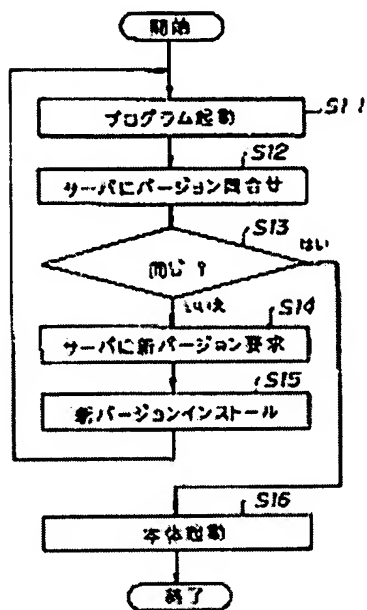 開始
プログラム起動
S11
S12
サーバにバージョン問合せ
S13
はい
同じ？
いいえ
S14
サーバに新バージョン要求
S15
新バージョンインストール
S16
本体起動
終了